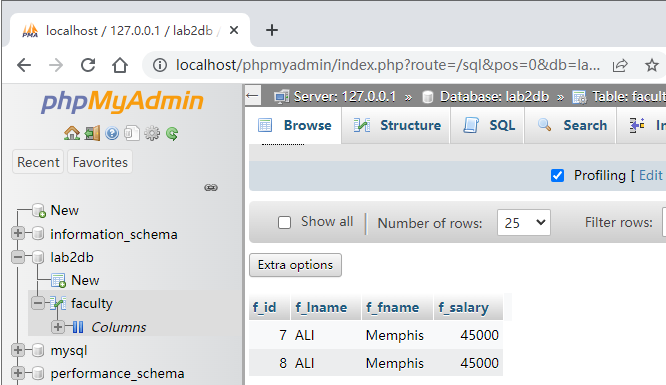 localhost / 127.0.0.1 / lab2db /
localhost/phpmyadmin/index.php?route=/sql&pos=0&db=la...
phpMyAdmin
Recent Favorites
New
information_schema
lab2db
New
faculty
Columns
mysql
performance_schema
Server: 127.0.0.1 » Database: lab2db » Table: facul
Browse Structure SQL Search In
Profiling [ Edit
Show all Number of rows: 25 Filter rows:
Extra options
f_id f_lname f_fname f_salary
7 ALI Memphis 45000
8 ALI Memphis 45000